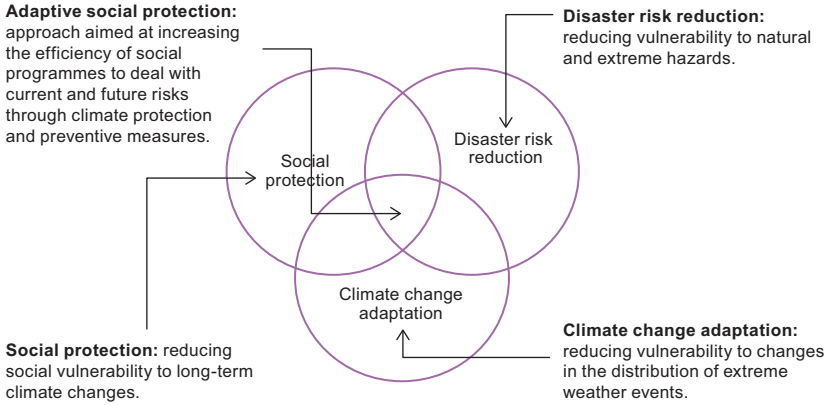 Adaptive social protection:
approach aimed at increasing
the efficiency of social
programmes to deal with
current and future risks
through climate protection
and preventive measures.
Disaster risk reduction:
reducing vulnerability to natural
and extreme hazards.
Social
protection
Disaster risk
reduction
Climate change
adaptation
Social protection: reducing
social vulnerability to long-term
climate changes.
Climate change adaptation:
reducing vulnerability to changes
in the distribution of extreme
weather events.